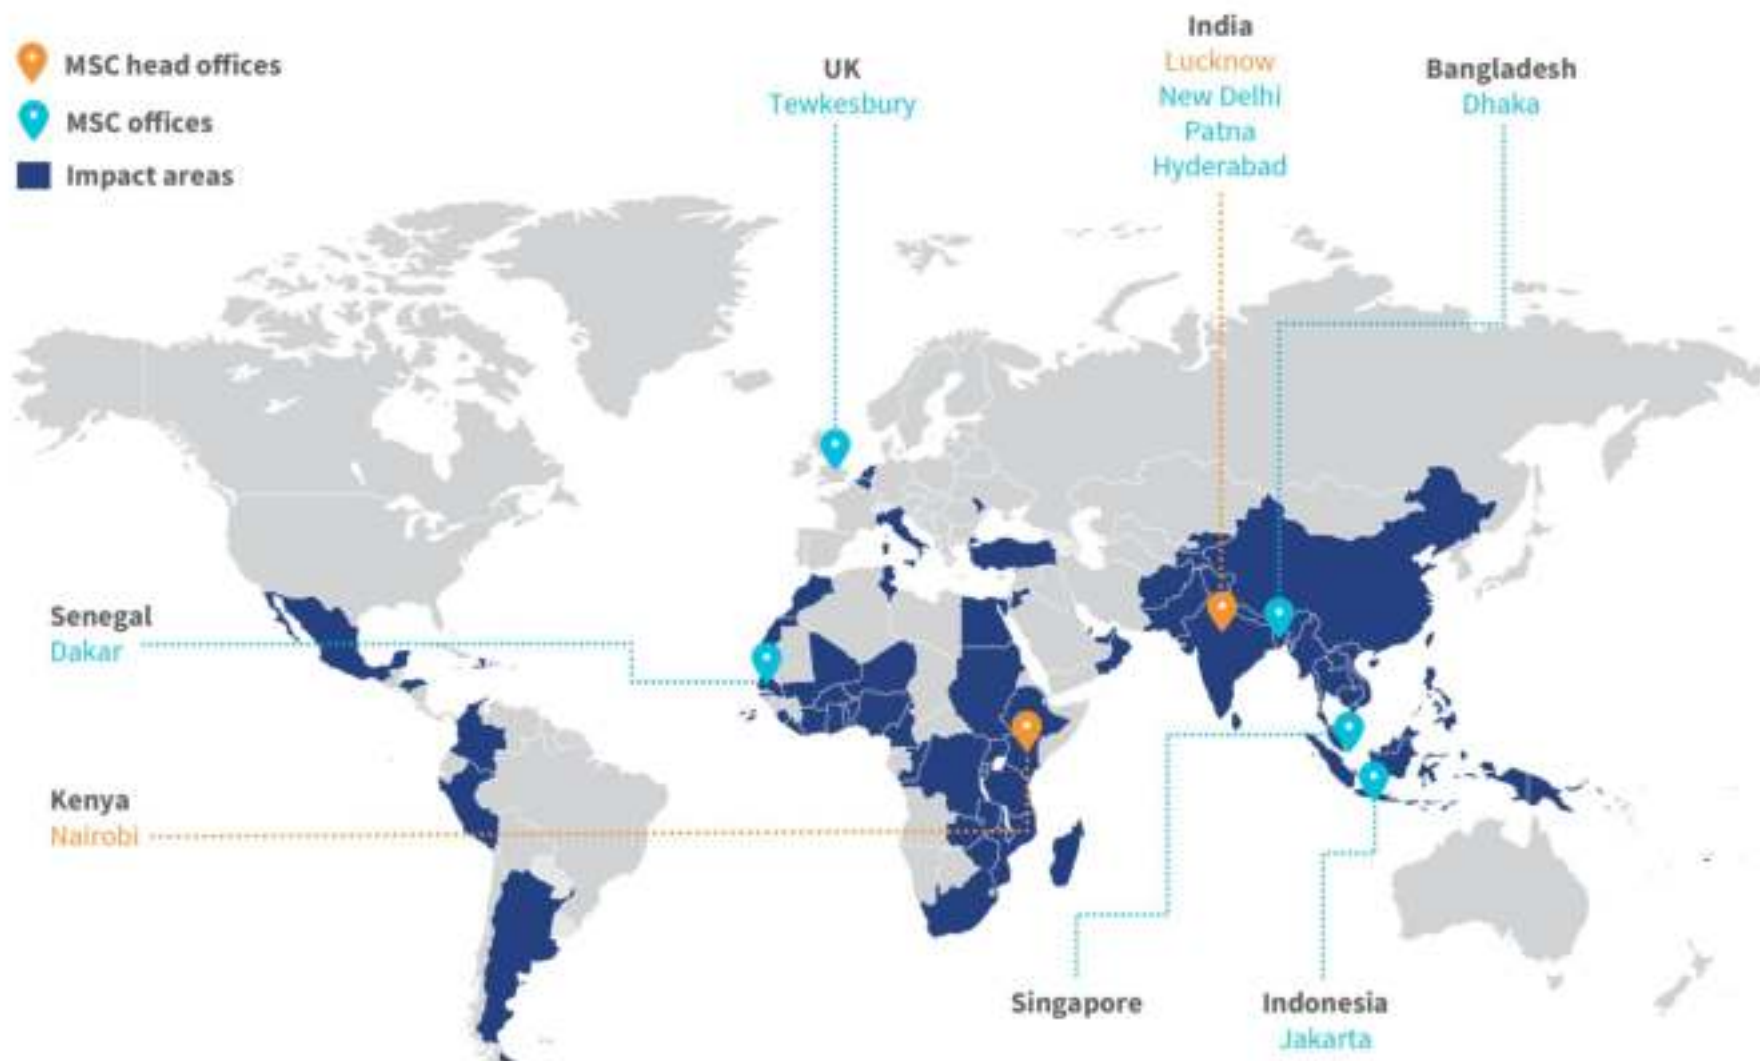 MSC head offices
MSC offices
Impact areas
UK
Tewkesbury
India
Lucknow
New Delhi
Patna
Hyderabad
Bangladesh
Dhaka
Senegal
Dakar
Kenya
Nairobi
Singapore
Indonesia
Jakarta